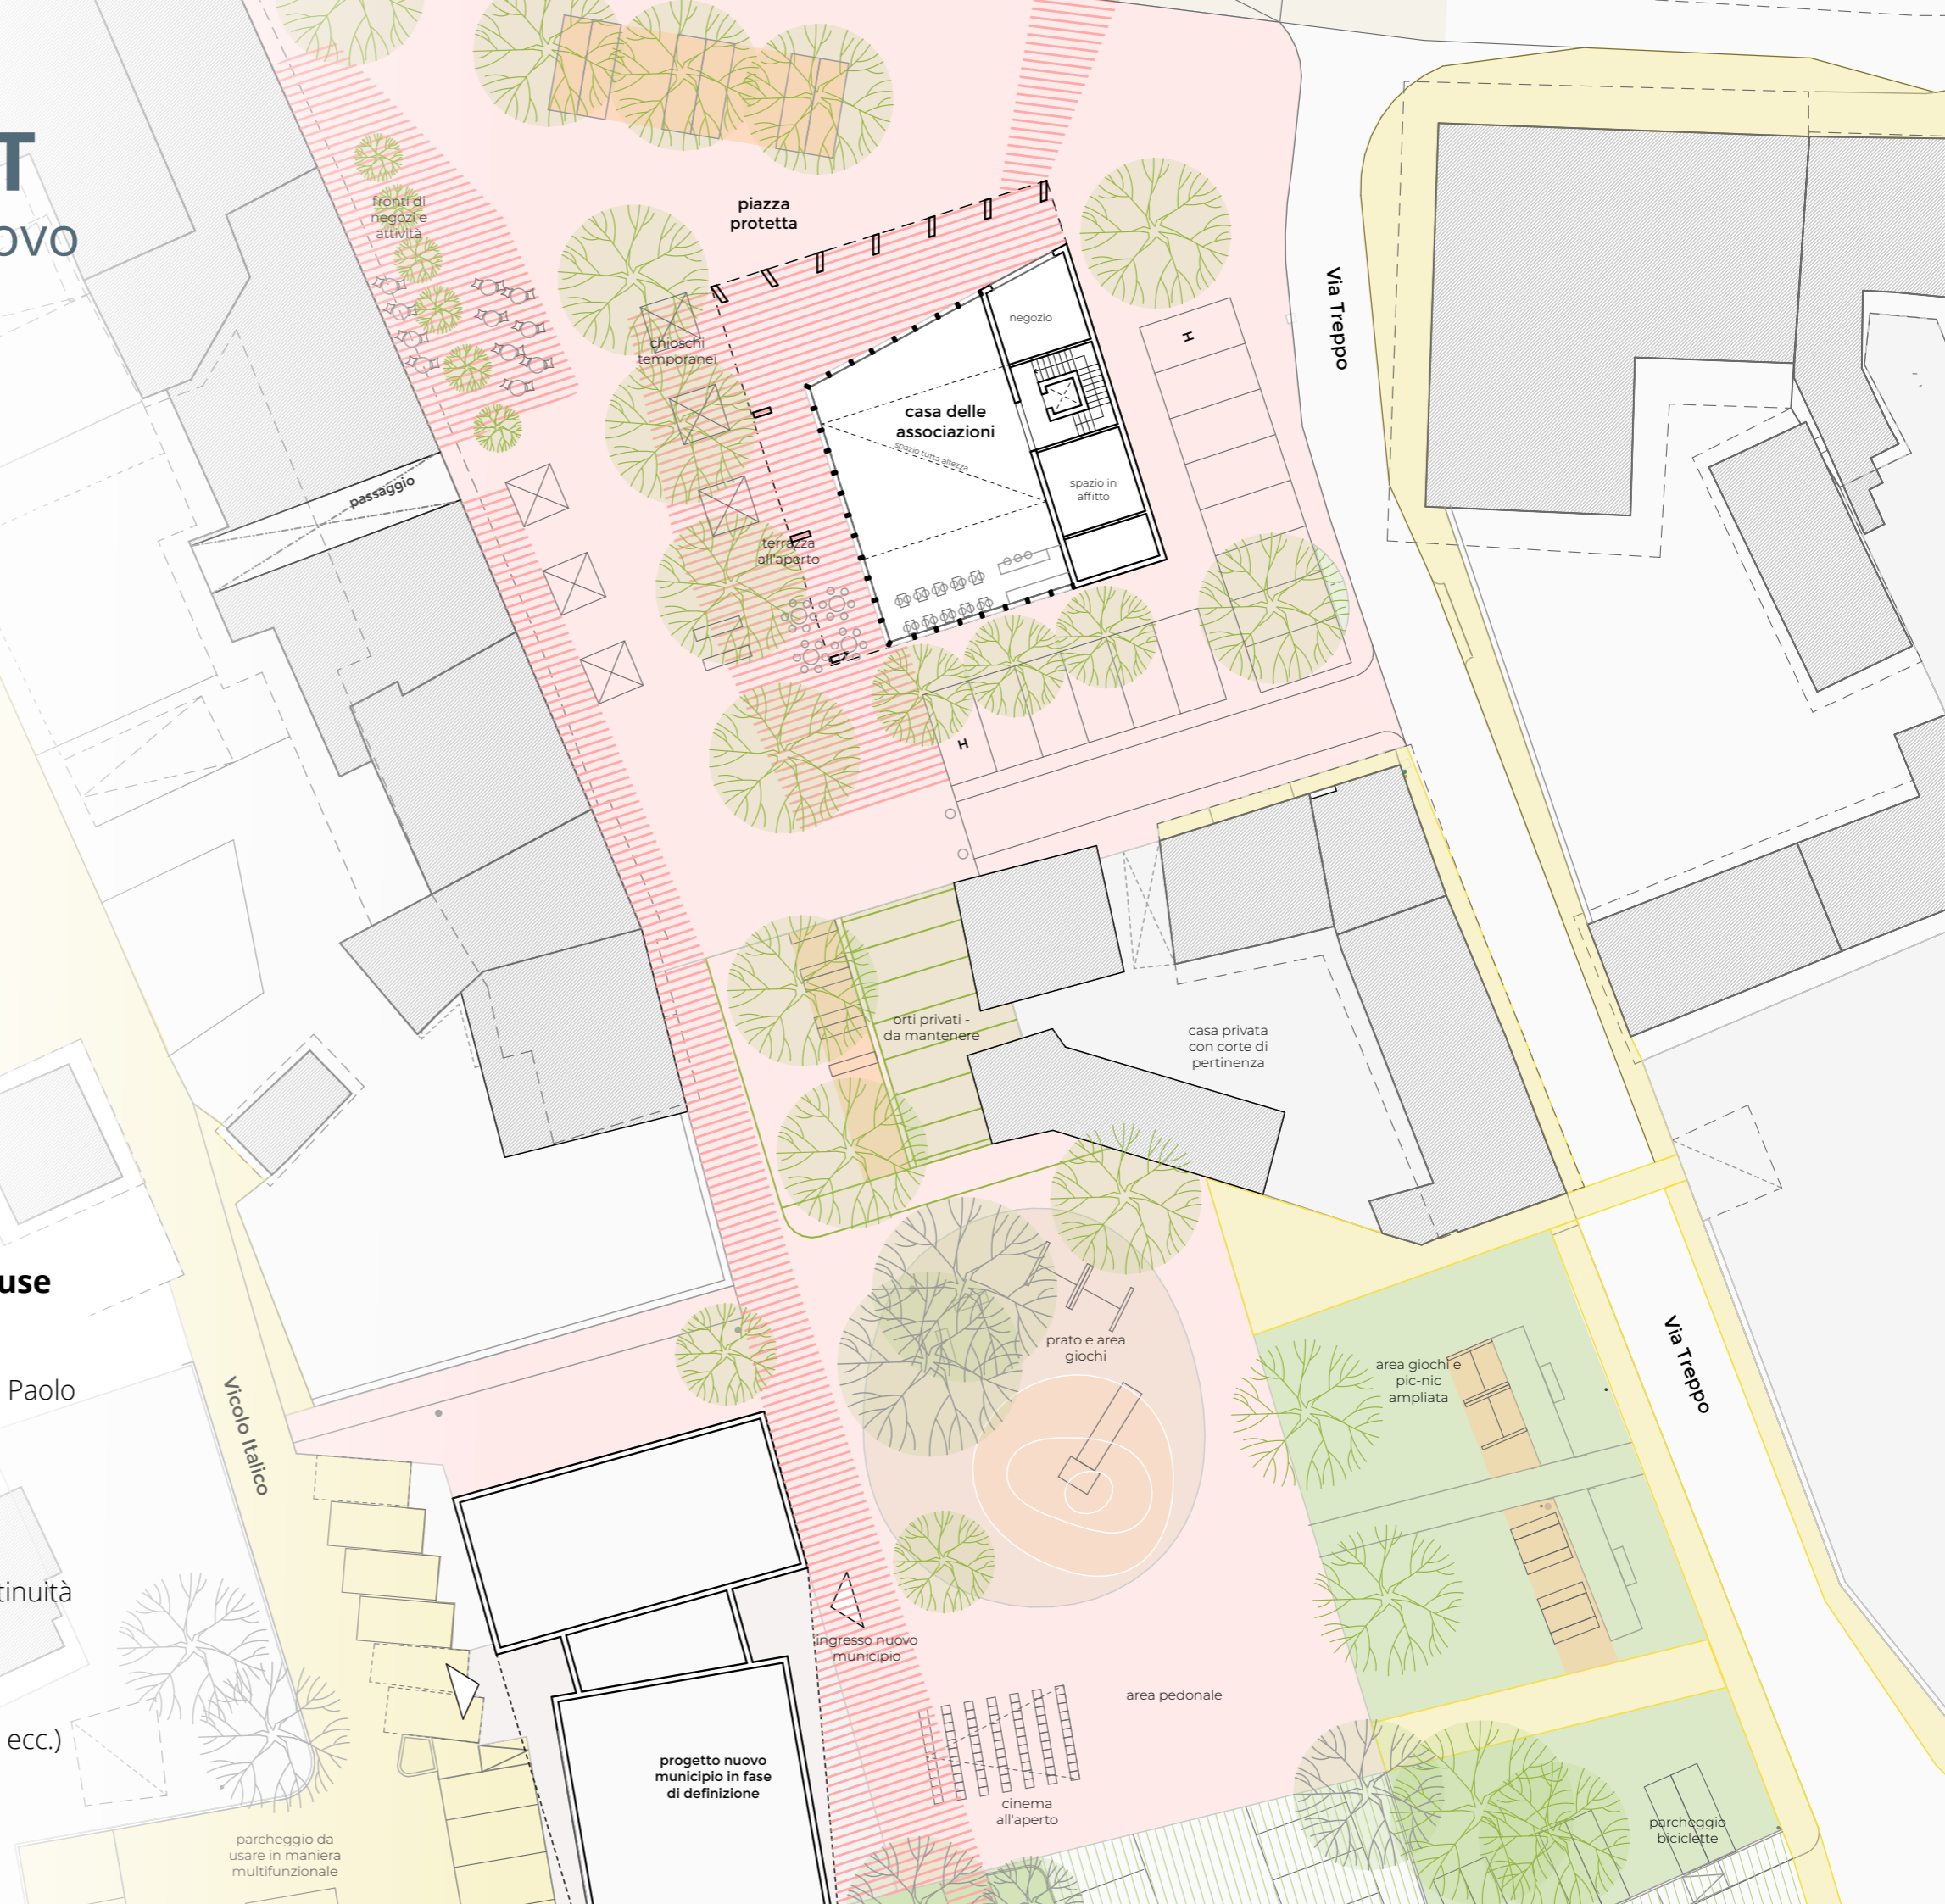 T
ovo
fronti di
negozi e
attività
piazza
protetta
Via Treppo
chioschi
temporanei
negozio
H
casa delle
associazioni
spazio tutta altezza
passaggio
spazio in
affitto
terrazza
all'aperto
H
orti privati -
da mantenere
casa privata
con corte di
pertinenza
use
Paolo
tinuità
ecc.)
Vicolo Italico
prato e area
giochi
area giochi e
pic-nic
ampliata
Via Treppo
ingresso nuovo
municipio
area pedonale
progetto nuovo
municipio in fase
di definizione
cinema
all'aperto
parcheggio
biciclette
parcheggio da
usare in maniera
multifunzionale